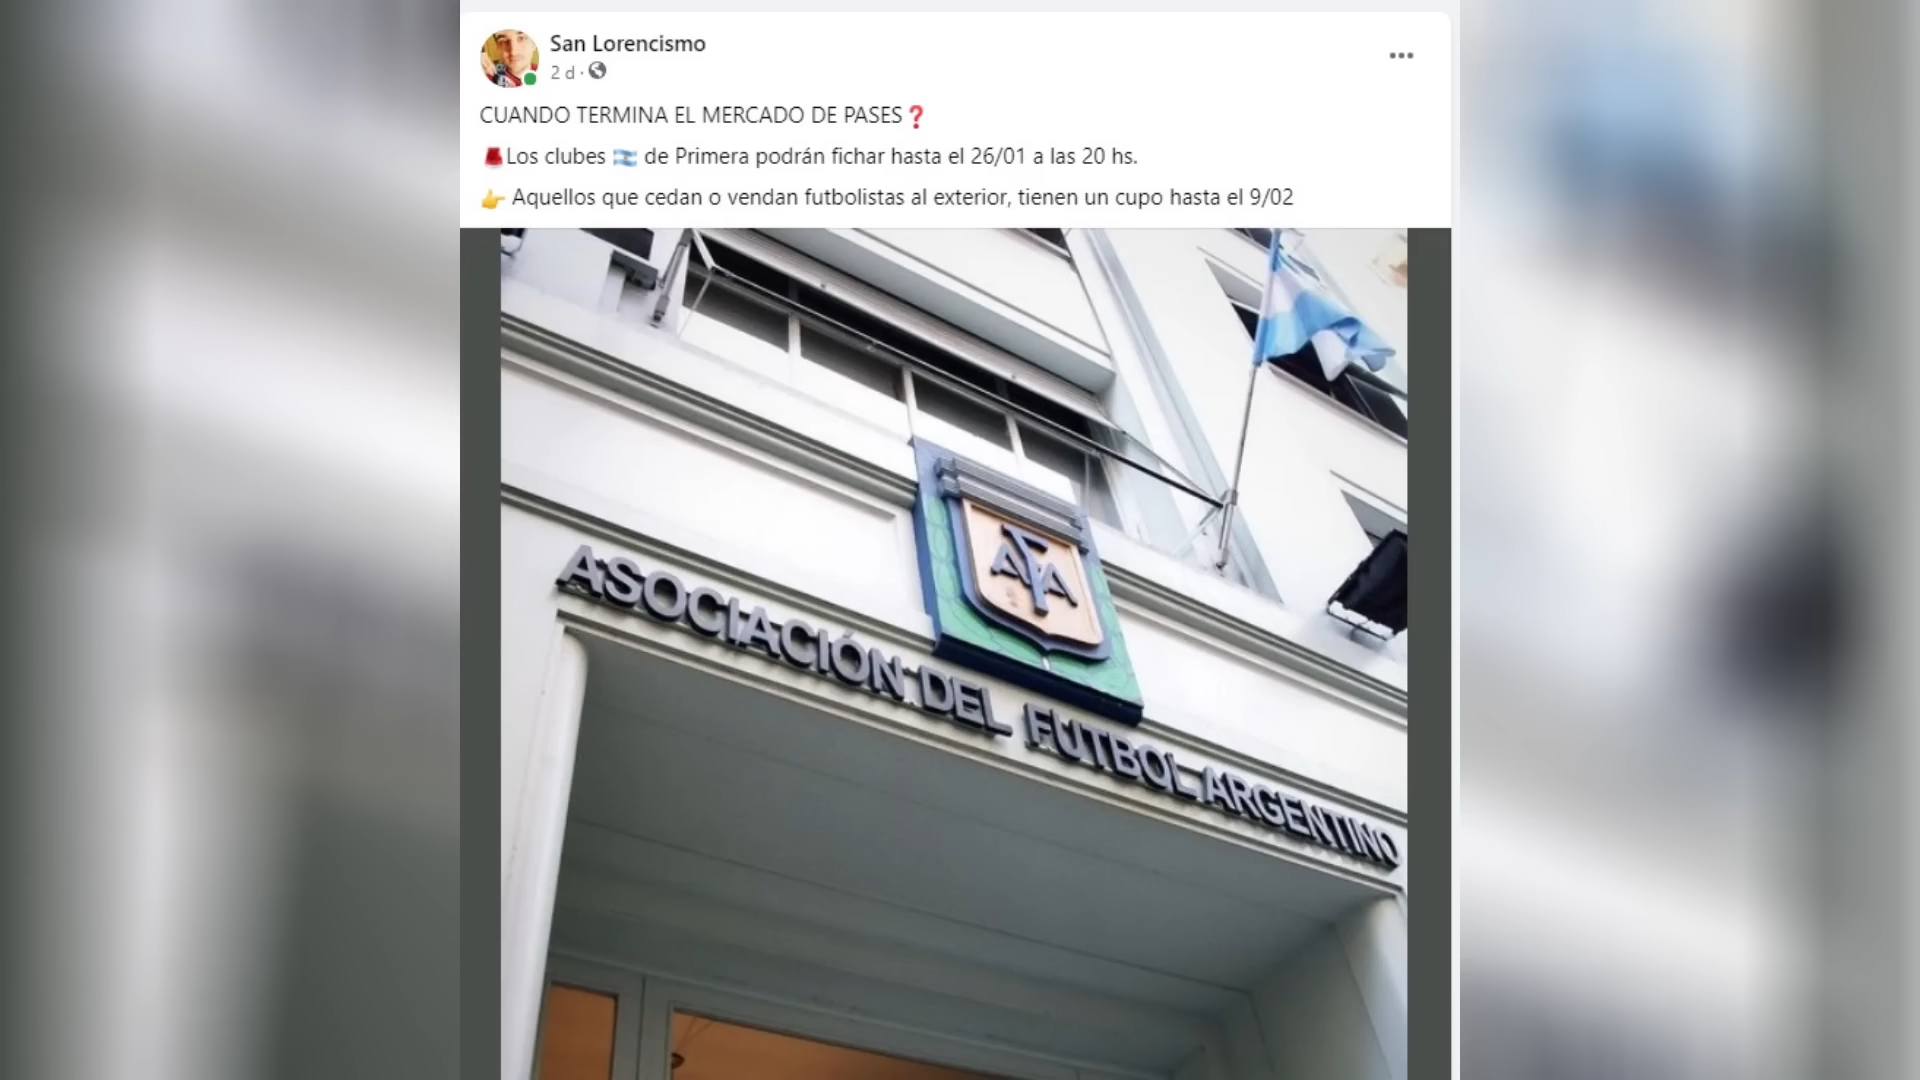 San Lorencismo
2 d ·
CUANDO TERMINA EL MERCADO DE PASES❓
Los clubes 🇦🇷 de Primera podrán fichar hasta el 26/01 a las 20 hs.
👉 Aquellos que cedan o vendan futbolistas al exterior, tienen un cupo hasta el 9/02
AFA
ASOCIACIÓN DEL FUTBOL ARGENTINO